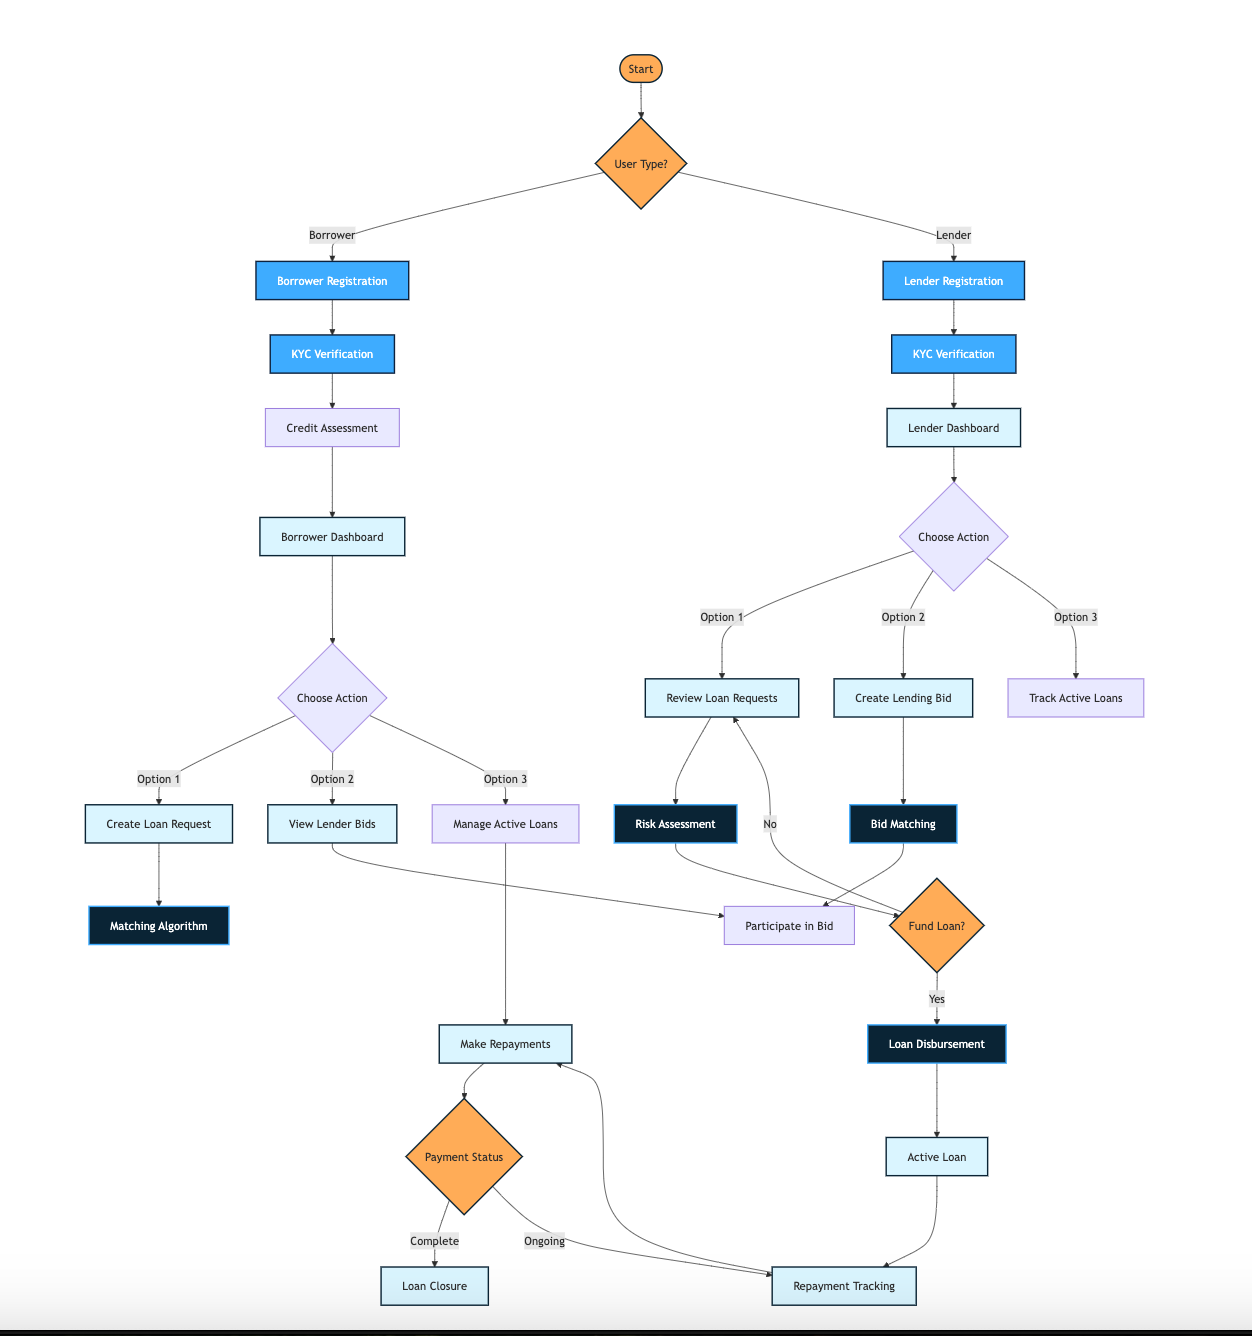 Start
User Type?
Borrower
Lender
Borrower Registration
Lender Registration
KYC Verification
KYC Verification
Credit Assessment
Lender Dashboard
Borrower Dashboard
Choose Action
Option 1
Option 2
Option 3
Choose Action
Review Loan Requests
Create Lending Bid
Track Active Loans
Option 1
Option 2
Option 3
Create Loan Request
View Lender Bids
Manage Active Loans
Risk Assessment
No
Bid Matching
Matching Algorithm
Participate in Bid
Fund Loan?
Yes
Make Repayments
Loan Disbursement
Payment Status
Active Loan
Complete
Ongoing
Loan Closure
Repayment Tracking